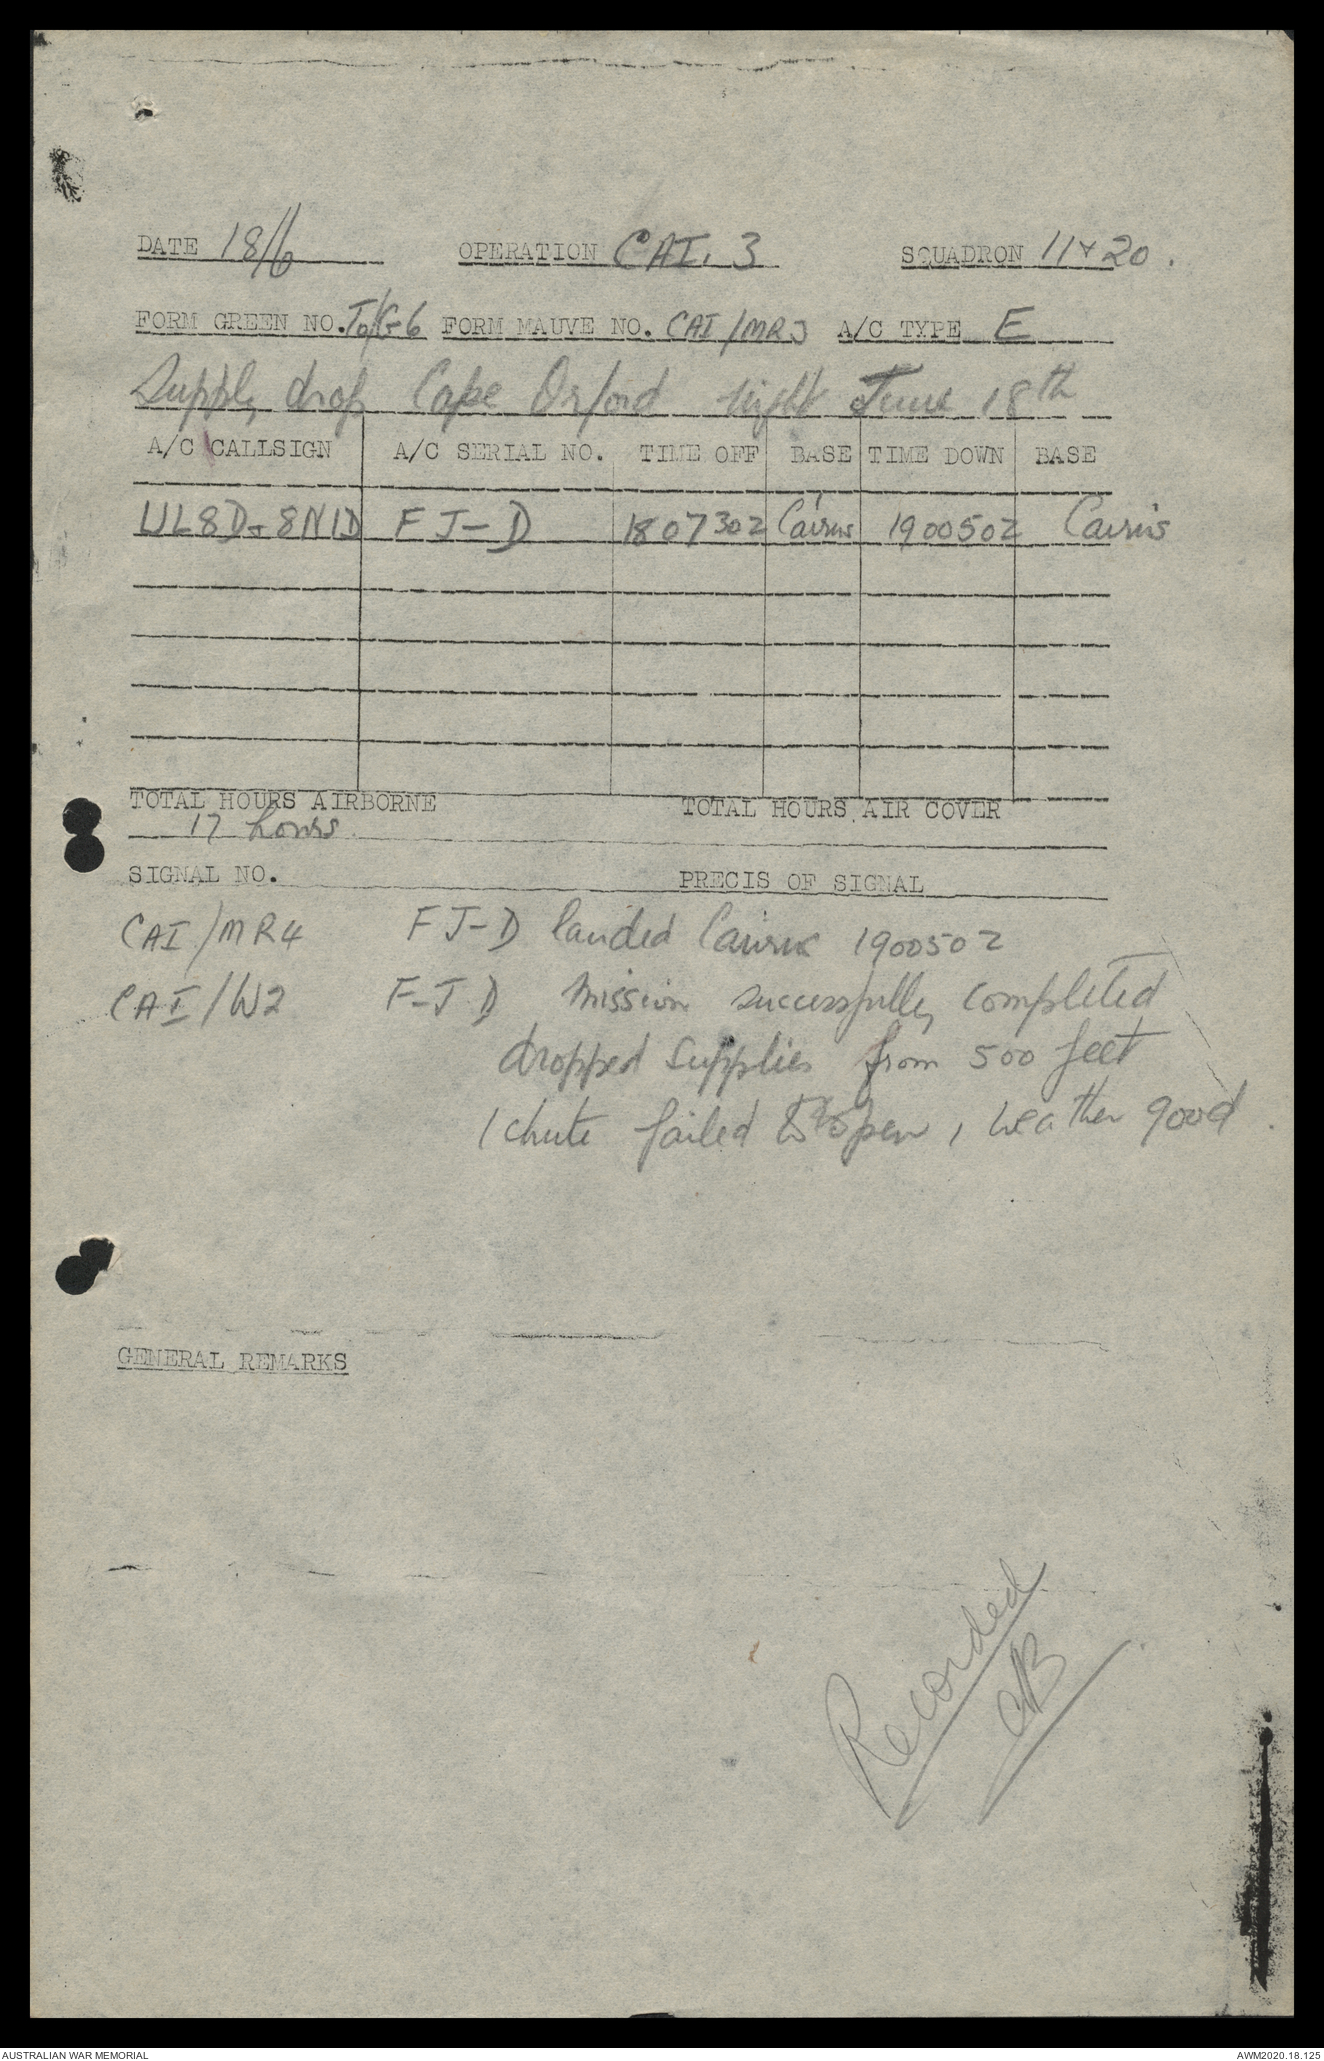 DATE 18/6 OPERATION CAI. 3 SQUADRON 11 & 20.
FORM GREEN NO. To/G6 FORM MAUVE NO. CAI/MR3 A/C TYPE E
Supply drop Cape Orford night June 18th
A/C CALLSIGN A/C SERIAL NO. TIME OFF BASE TIME DOWN BASE
UL8D-8N1D FJ-D 180730Z Cairns 190050Z Cairns
TOTAL HOURS AIRBORNE TOTAL HOURS AIR COVER
17 hours
SIGNAL NO. PRECIS OF SIGNAL
CAI/MR4 FJ-D landed Cairns 190050Z
CAI/W2 F-J D Mission successfully completed
dropped supplies from 500 feet
1 chute failed to open, weather good.
GENERAL REMARKS
Recorded
AUSTRALIAN WAR MEMORIAL AWM2020.18.125